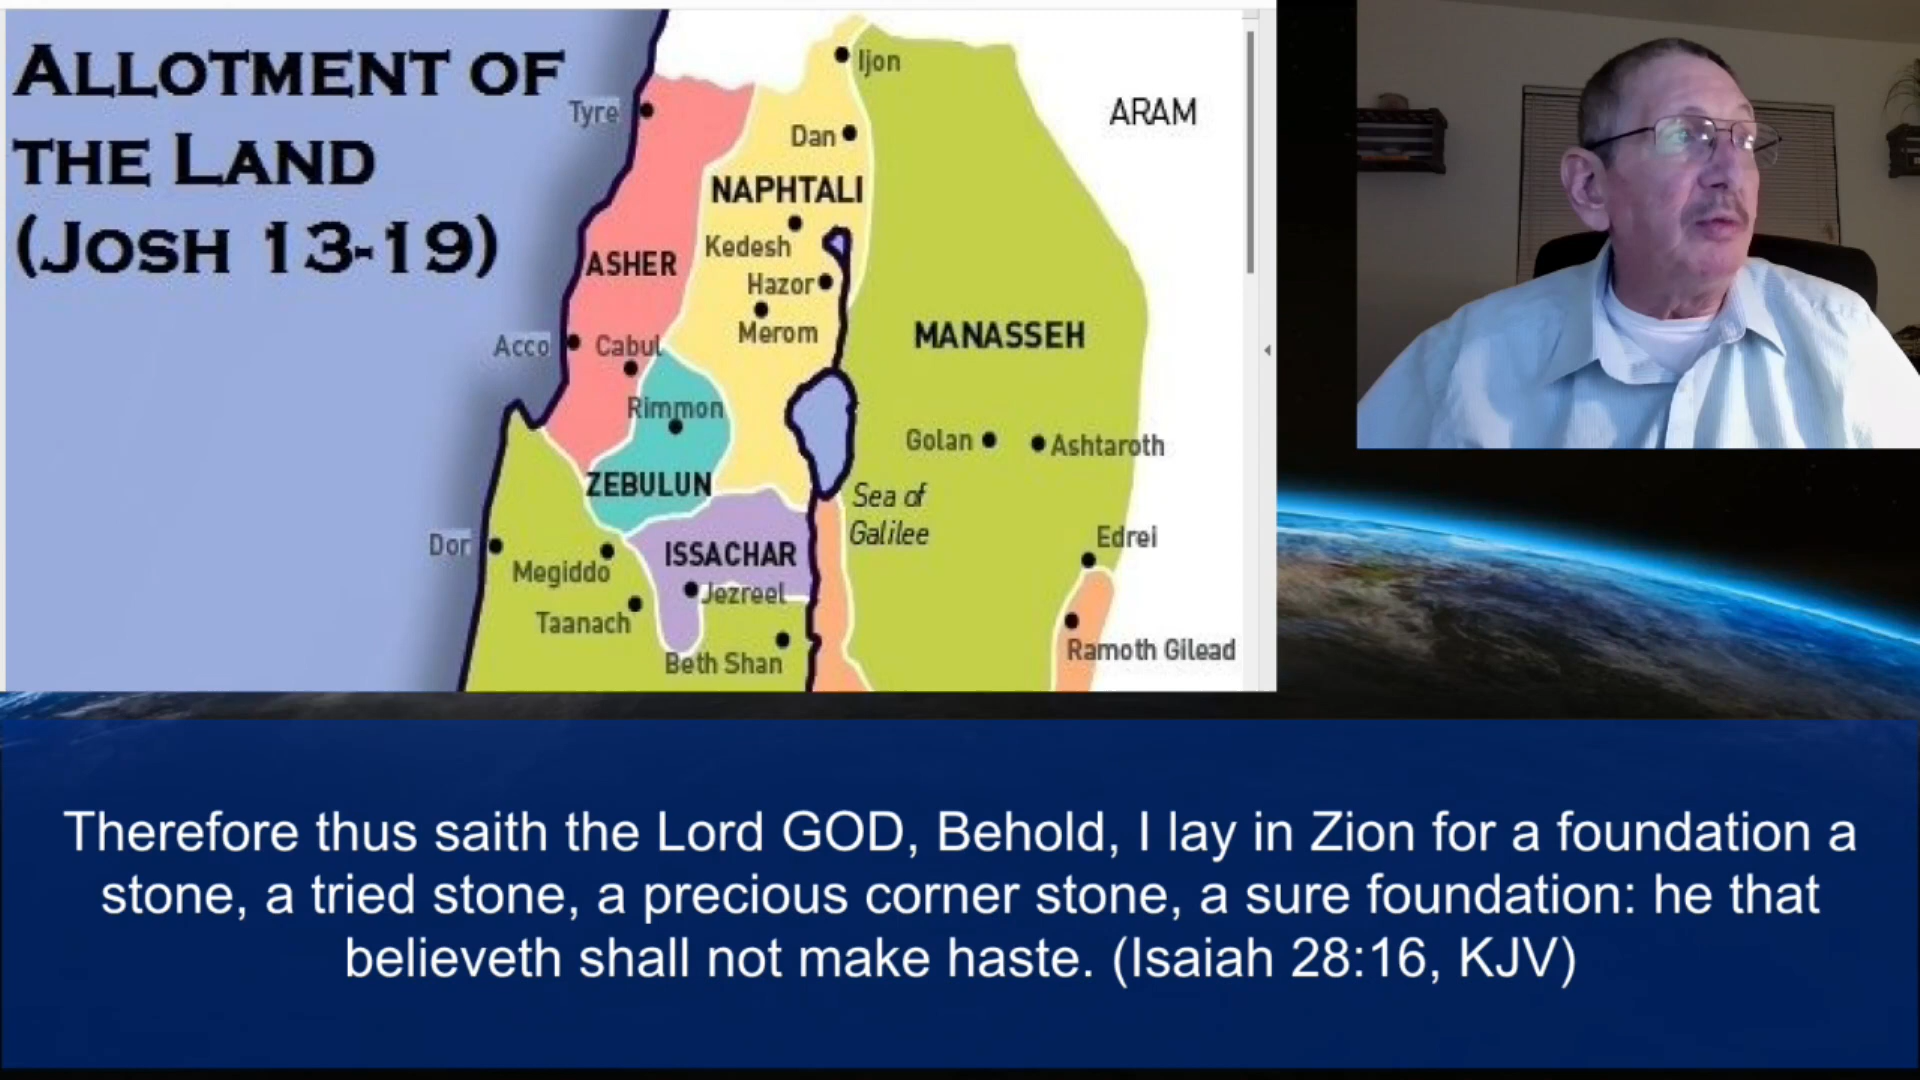 ALLOTMENT OF
THE LAND
(JOSH 13-19)
Ijon
Tyre
ARAM
Dan
NAPHTALI
Kedesh
ASHER
Hazor
Merom
MANASSEH
Acco
Cabul
Rimmon
Golan
Ashtaroth
ZEBULUN
Sea of
Galilee
Edrei
Dor
ISSACHAR
Megiddo
Jezreel
Taanach
Ramoth Gilead
Beth Shan
Therefore thus saith the Lord GOD, Behold, I lay in Zion for a foundation a
stone, a tried stone, a precious corner stone, a sure foundation: he that
believeth shall not make haste. (Isaiah 28:16, KJV)